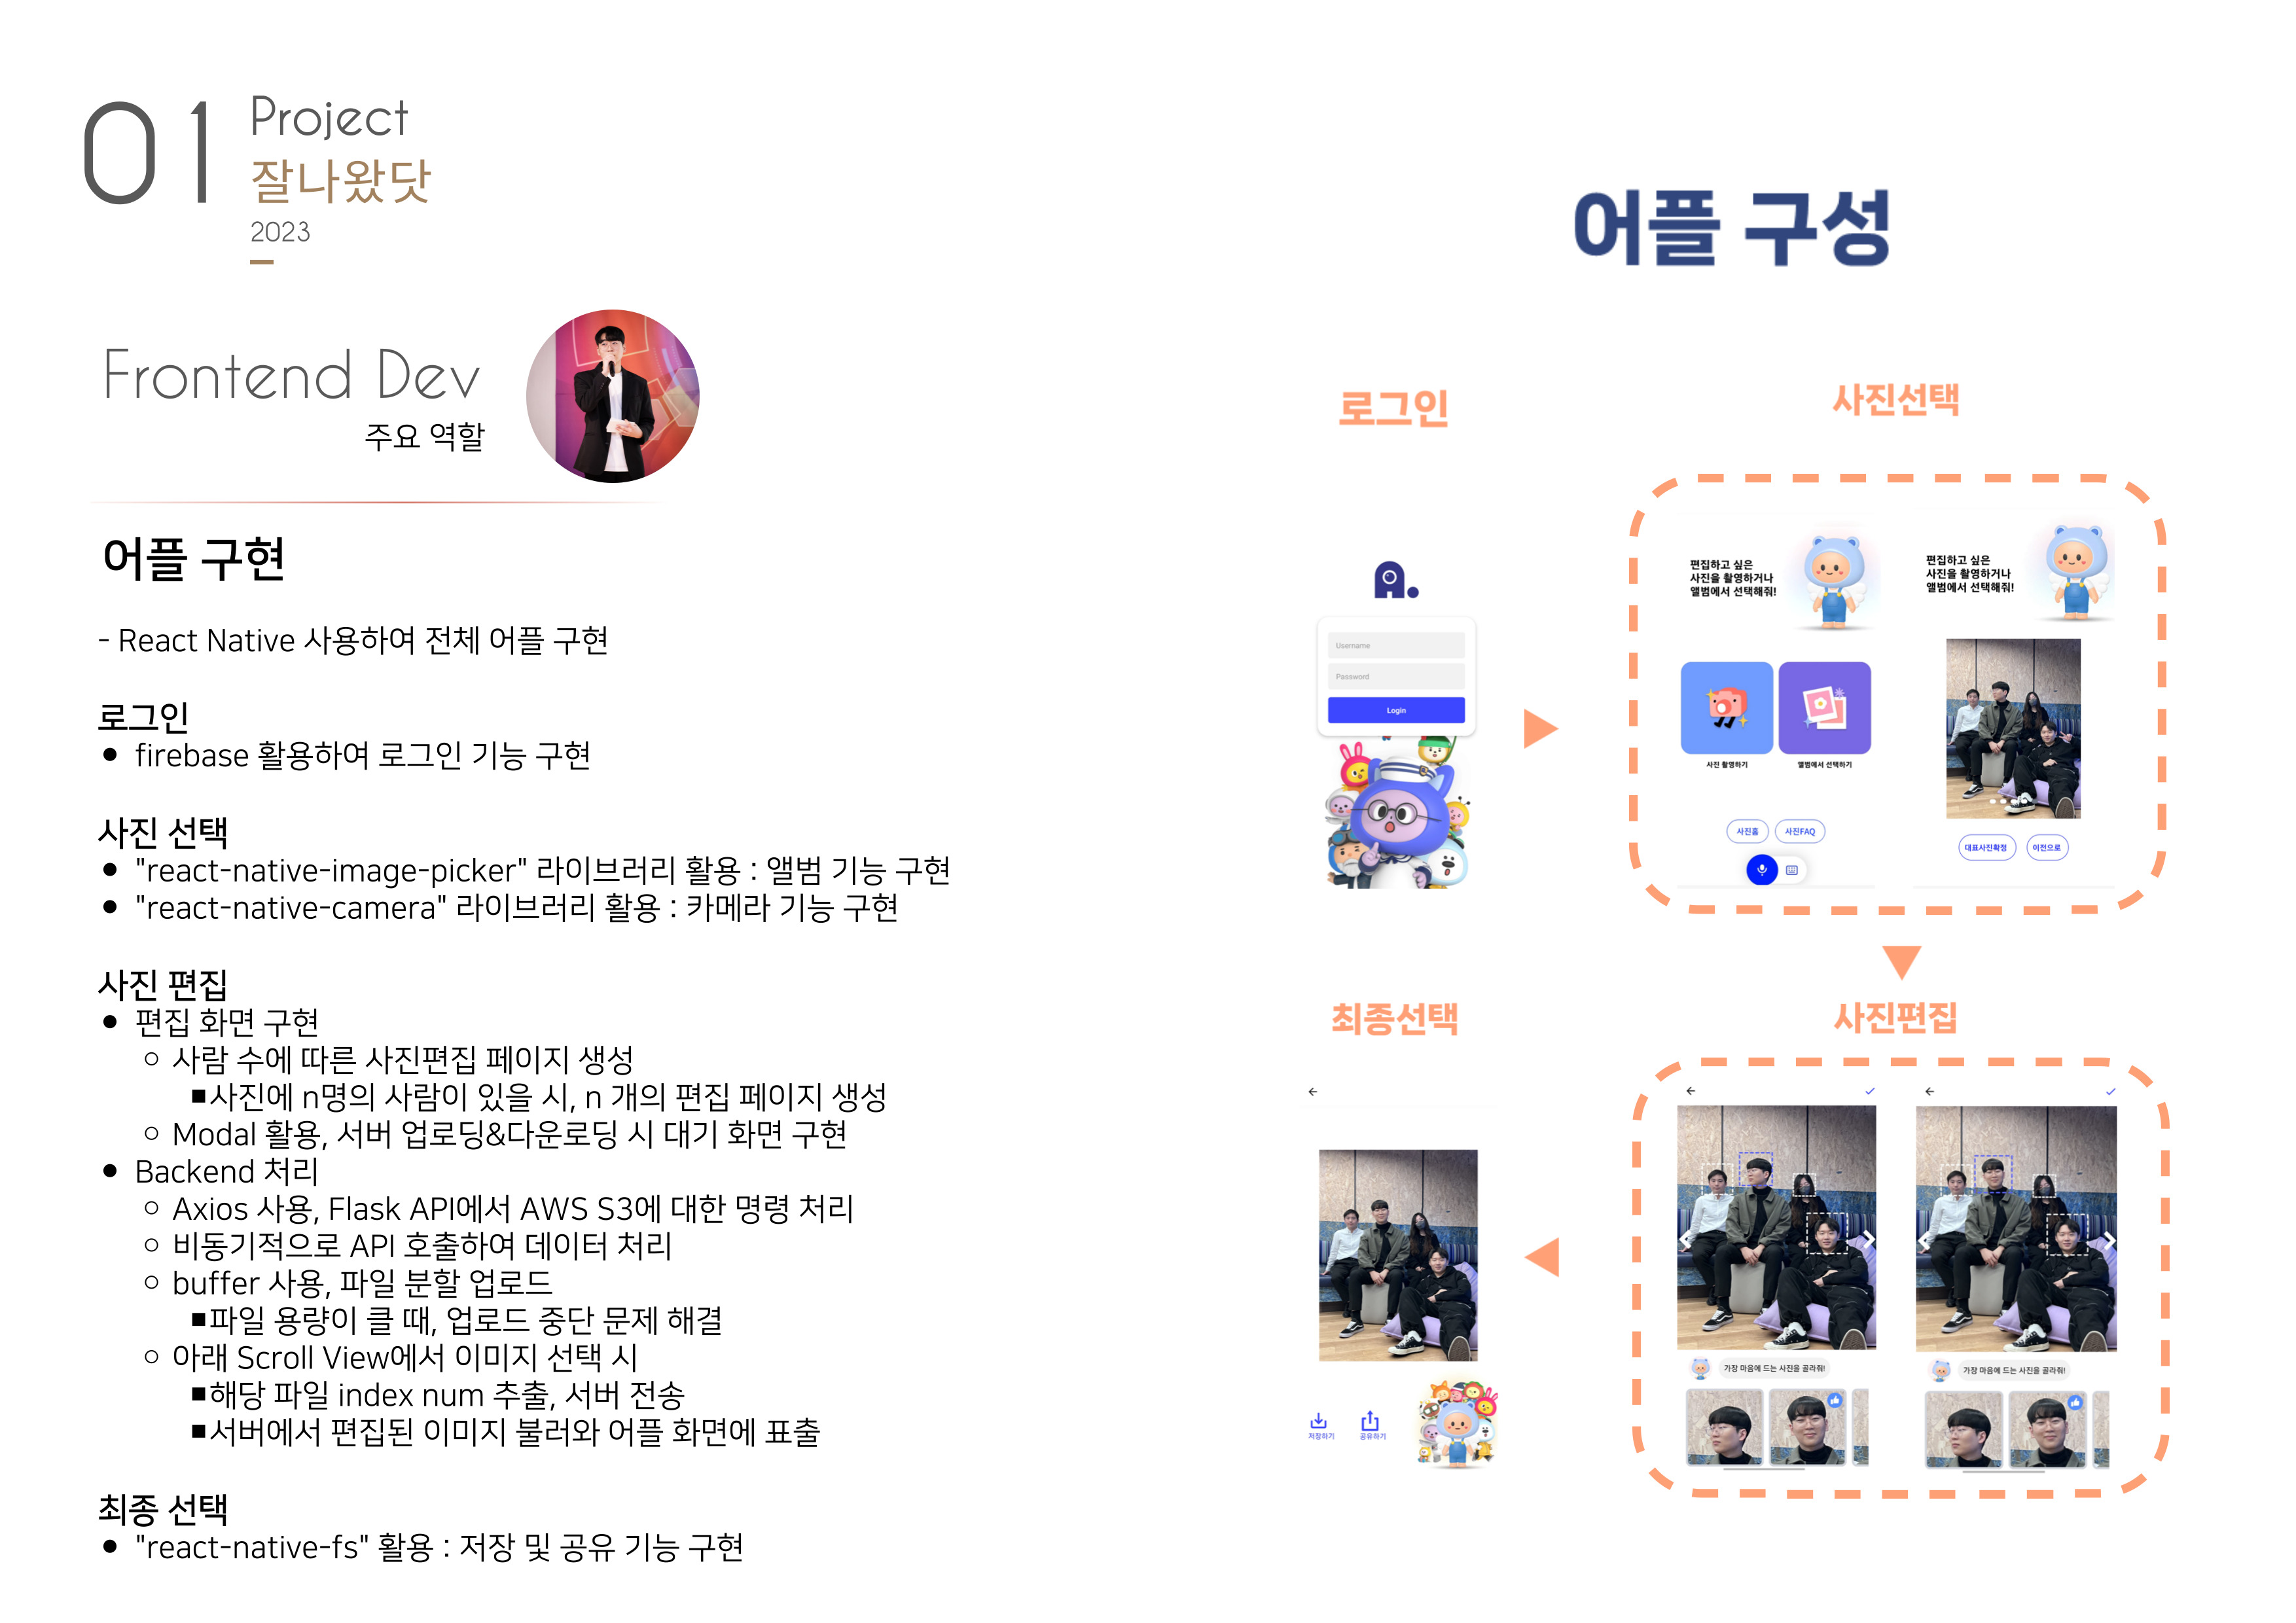 01
Project
잘나왔닷
2023
Frontend Dev
주요 역할
어플 구현
- React Native 사용하여 전체 어플 구현
로그인
● firebase 활용하여 로그인 기능 구현
사진 선택
● "react-native-image-picker" 라이브러리 활용 : 앨범 기능 구현
● "react-native-camera" 라이브러리 활용 : 카메라 기능 구현
사진 편집
● 편집 화면 구현
○ 사람 수에 따른 사진편집 페이지 생성
■사진에 n명의 사람이 있을 시, n 개의 편집 페이지 생성
○ Modal 활용, 서버 업로딩&다운로딩 시 대기 화면 구현
● Backend 처리
○ Axios 사용, Flask API에서 AWS S3에 대한 명령 처리
○ 비동기적으로 API 호출하여 데이터 처리
○ buffer 사용, 파일 분할 업로드
■파일 용량이 클 때, 업로드 중단 문제 해결
○ 아래 Scroll View에서 이미지 선택 시
■해당 파일 index num 추출, 서버 전송
■서버에서 편집된 이미지 불러와 어플 화면에 표출
최종 선택
● "react-native-fs" 활용 : 저장 및 공유 기능 구현
어플 구성
로그인
Username
Password
Login
사진선택
편집하고 싶은
사진을 촬영하거나
앨범에서 선택해줘!
사진 촬영하기
앨범에서 선택하기
사진홈
사진FAQ
편집하고 싶은
사진을 촬영하거나
앨범에서 선택해줘!
대표사진확정
이전으로
사진편집
가장 마음에 드는 사진을 골라줘!
가장 마음에 드는 사진을 골라줘!
최종선택
저장하기
공유하기